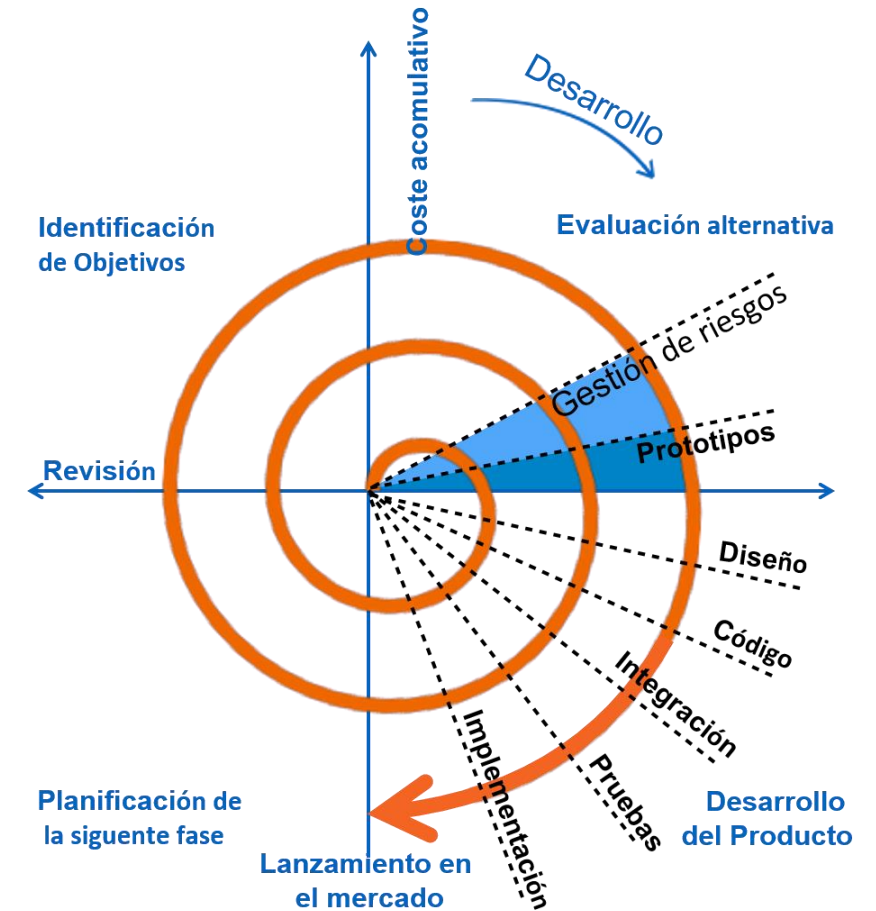 Coste acomulativo
Desarrollo
Identificación
de Objetivos
Evaluación alternativa
Gestión de riesgos
Prototipos
Revisión
Diseño
Código
Integración
Pruebas
Implementación
Planificación de
la siguente fase
Desarrollo
del Producto
Lanzamiento en
el mercado